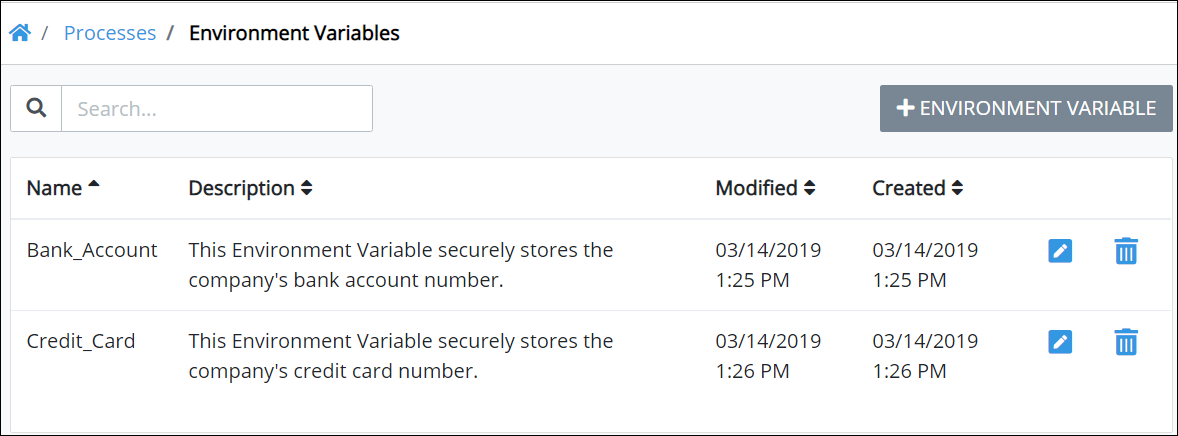 / Processes / Environment Variables
Search...
ENVIRONMENT VARIABLE
Name Description Modified Created
Bank_Account This Environment Variable securely stores the 03/14/2019 03/14/2019
company's bank account number. 1:25 PM 1:25 PM
Credit_Card This Environment Variable securely stores the 03/14/2019 03/14/2019
company's credit card number. 1:26 PM 1:26 PM